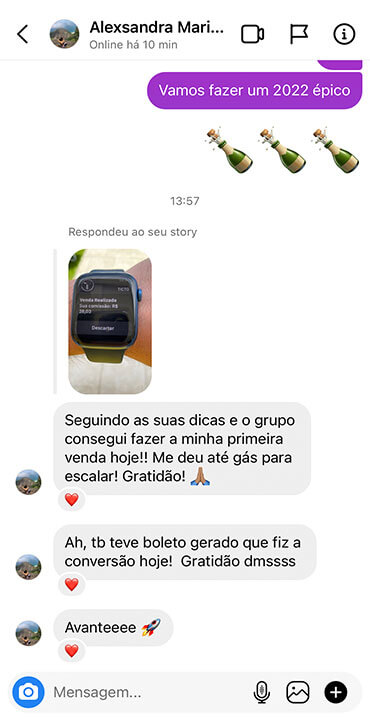 Alexsandra Mari...
Online há 10 min
Vamos fazer um 2022 épico
🍾 🍾 🍾
13:57
Respondeu ao seu story
TICTO
Venda Realizada
Sua comissão: R$
Descartar
Seguindo as suas dicas e o grupo
consegui fazer a minha primeira
venda hoje!! Me deu até gás para
escalar! Gratidão! 🙏🏽
❤️
Ah, tb teve boleto gerado que fiz a
conversão hoje!  Gratidão dmssss
❤️
Avanteeee 🚀
❤️
Mensagem...